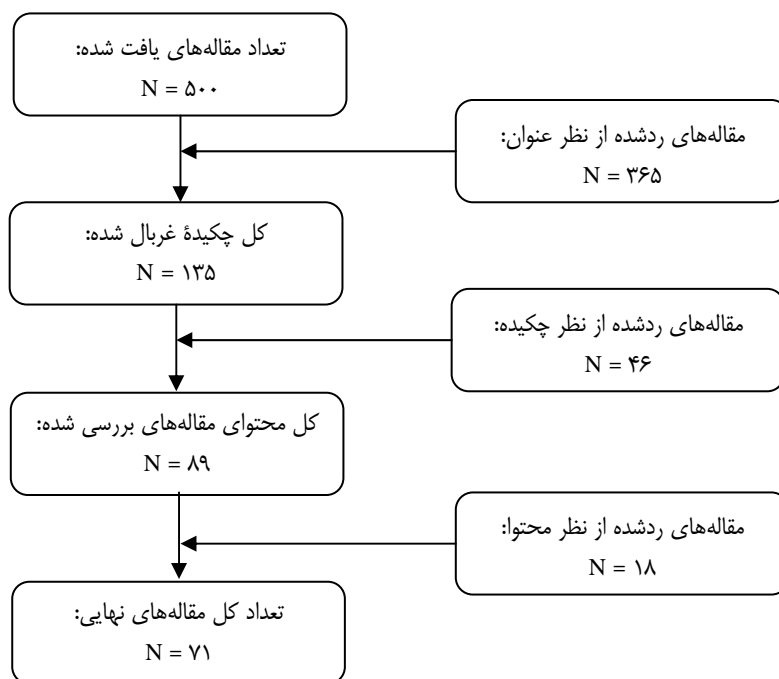 تعداد مقاله‌های یافت شده:
N = ۵۰۰
مقاله‌های ردشده از نظر عنوان:
N = ۳۶۵
کل چکیدۀ غربال شده:
N = ۱۳۵
مقاله‌های ردشده از نظر چکیده:
N = ۴۶
کل محتوای مقاله‌های بررسی شده:
N = ۸۹
مقاله‌های ردشده از نظر محتوا:
N = ۱۸
تعداد کل مقاله‌های نهایی:
N = ۷۱